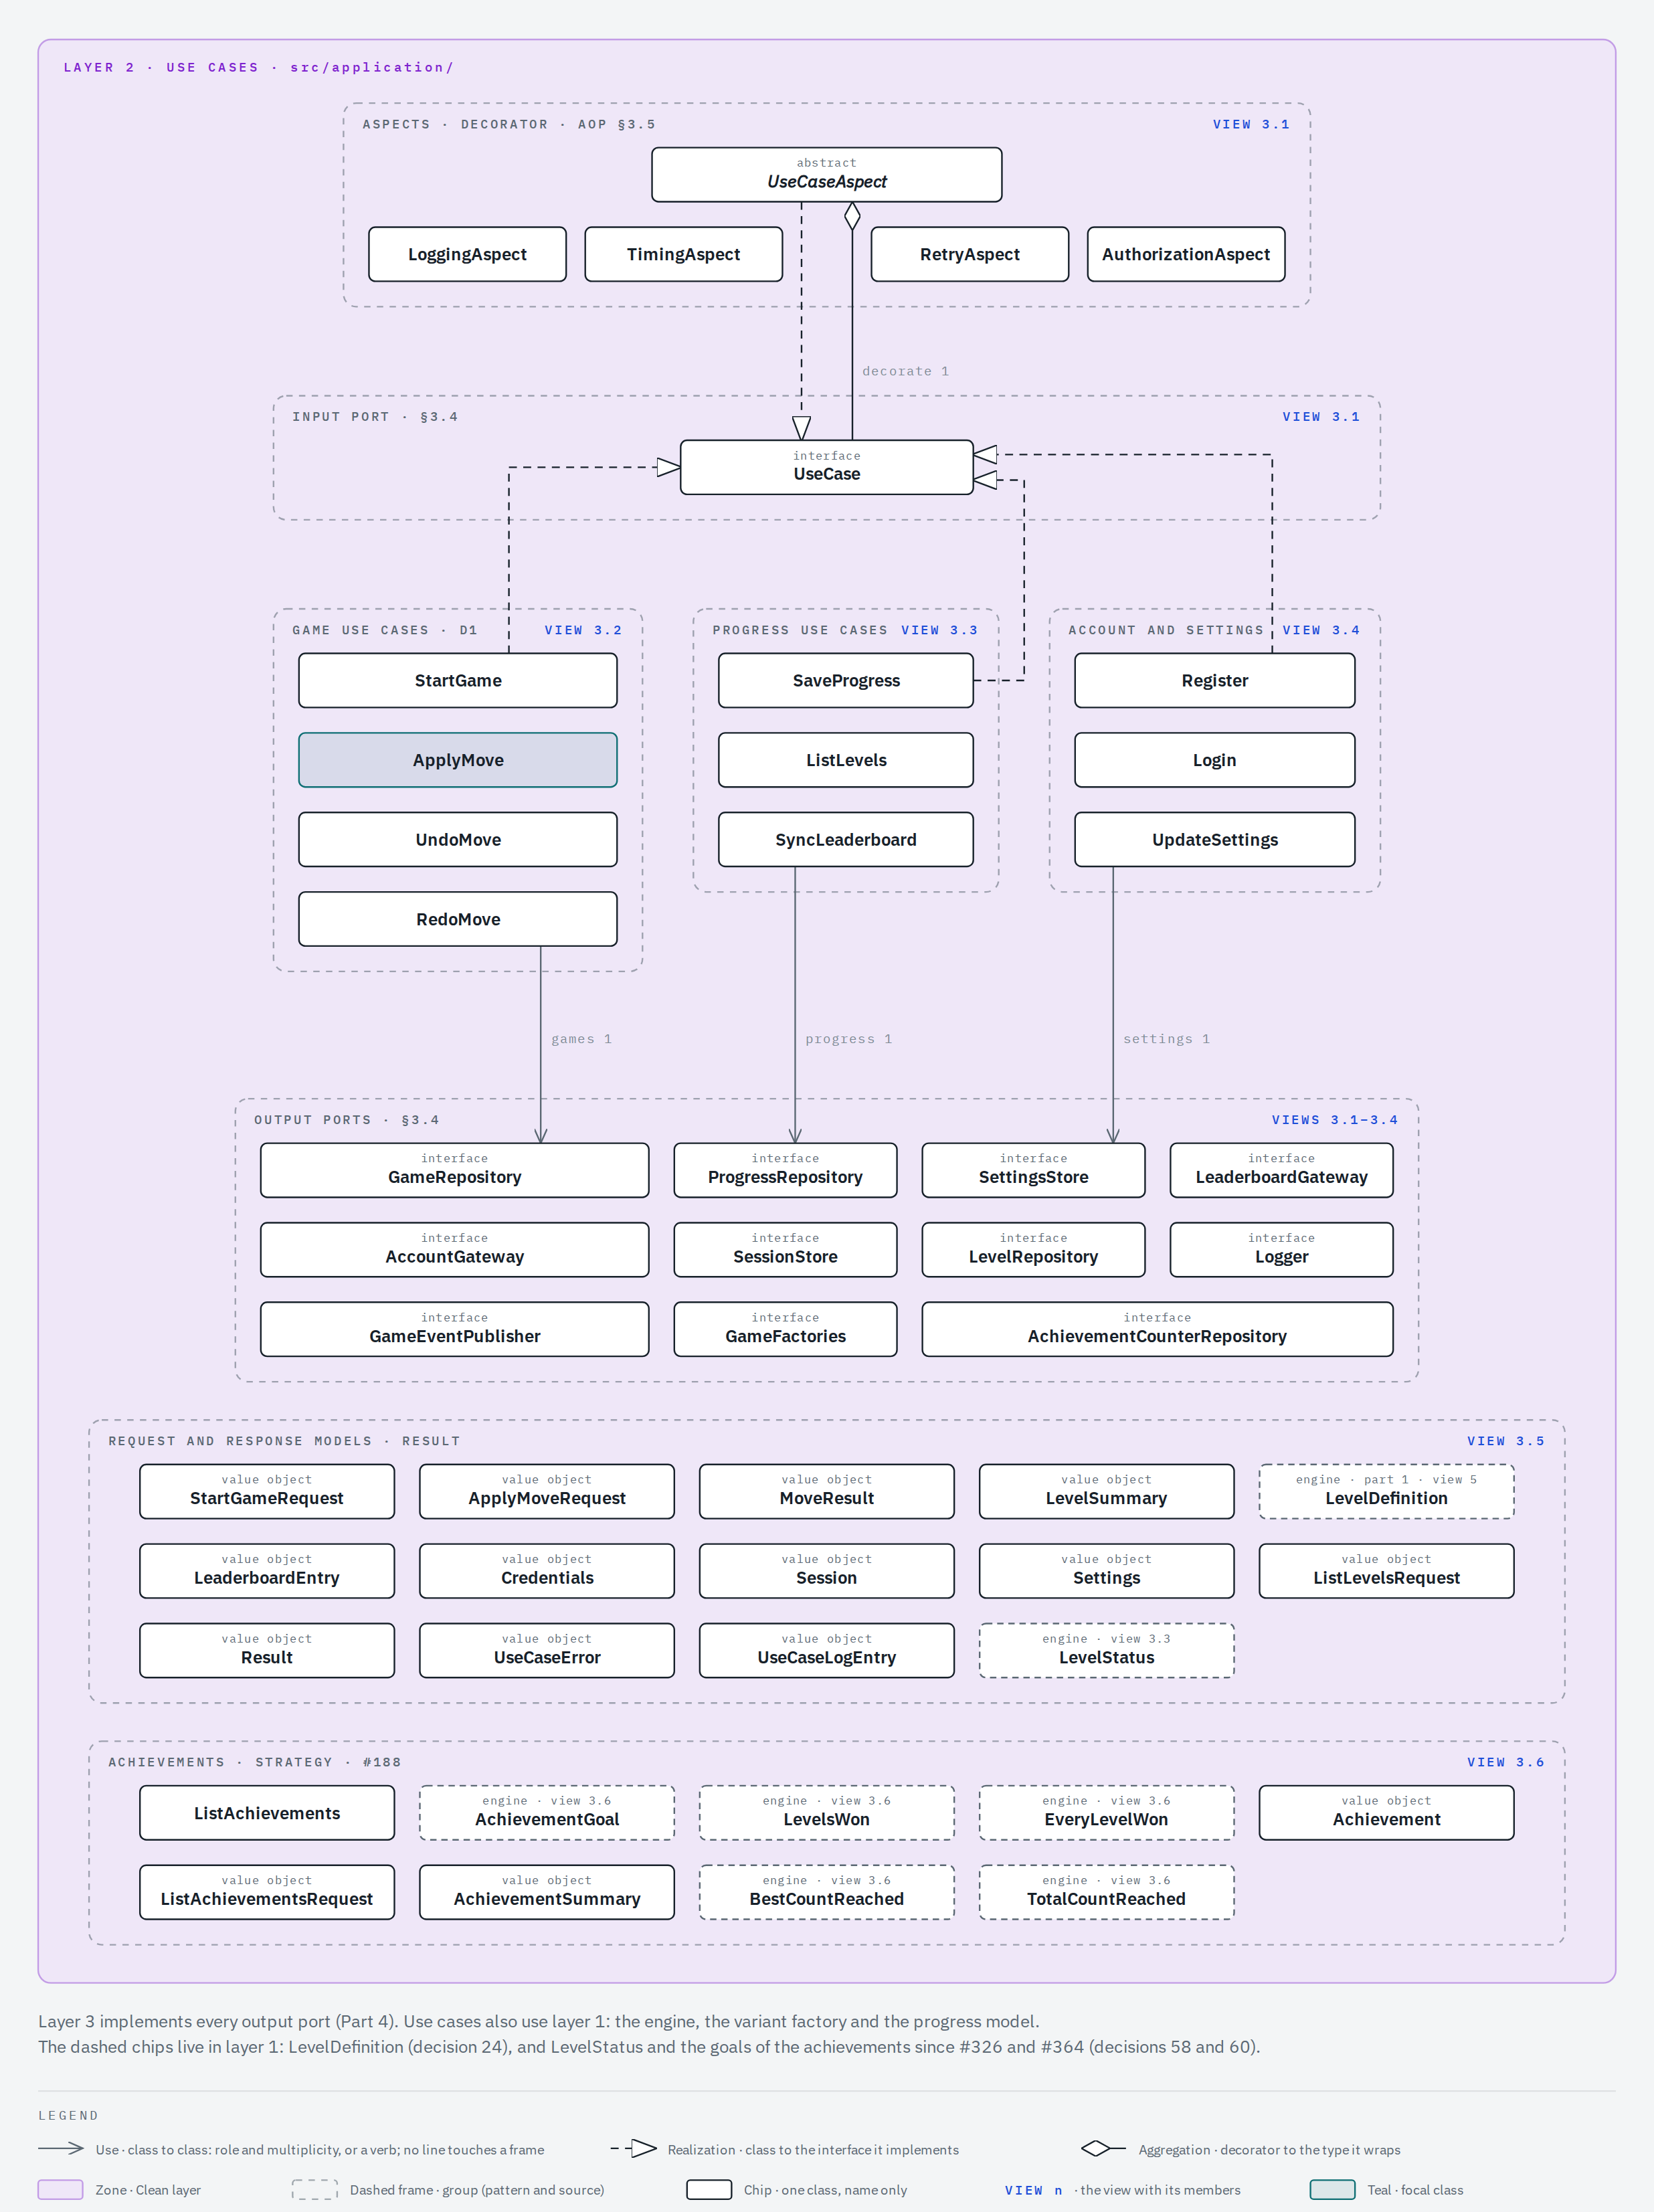 LAYER 2 · USE CASES · src/application/
ASPECTS · DECORATOR · AOP §3.5
VIEW 3.1
abstract
UseCaseAspect
LoggingAspect
TimingAspect
RetryAspect
AuthorizationAspect
decorate 1
INPUT PORT · §3.4
VIEW 3.1
interface
UseCase
GAME USE CASES · D1
VIEW 3.2
StartGame
ApplyMove
UndoMove
RedoMove
PROGRESS USE CASES
VIEW 3.3
SaveProgress
ListLevels
SyncLeaderboard
ACCOUNT AND SETTINGS
VIEW 3.4
Register
Login
UpdateSettings
games 1
progress 1
settings 1
OUTPUT PORTS · §3.4
VIEWS 3.1–3.4
interface
GameRepository
interface
ProgressRepository
interface
SettingsStore
interface
LeaderboardGateway
interface
AccountGateway
interface
SessionStore
interface
LevelRepository
interface
Logger
interface
GameEventPublisher
interface
GameFactories
interface
AchievementCounterRepository
REQUEST AND RESPONSE MODELS · RESULT
VIEW 3.5
value object
StartGameRequest
value object
ApplyMoveRequest
value object
MoveResult
value object
LevelSummary
engine · part 1 · view 5
LevelDefinition
value object
LeaderboardEntry
value object
Credentials
value object
Session
value object
Settings
value object
ListLevelsRequest
value object
Result
value object
UseCaseError
value object
UseCaseLogEntry
engine · view 3.3
LevelStatus
ACHIEVEMENTS · STRATEGY · #188
VIEW 3.6
ListAchievements
engine · view 3.6
AchievementGoal
engine · view 3.6
LevelsWon
engine · view 3.6
EveryLevelWon
value object
Achievement
value object
ListAchievementsRequest
value object
AchievementSummary
engine · view 3.6
BestCountReached
engine · view 3.6
TotalCountReached
Layer 3 implements every output port (Part 4). Use cases also use layer 1: the engine, the variant factory and the progress model.
The dashed chips live in layer 1: LevelDefinition (decision 24), and LevelStatus and the goals of the achievements since #326 and #364 (decisions 58 and 60).
LEGEND
Use · class to class: role and multiplicity, or a verb; no line touches a frame
Realization · class to the interface it implements
Aggregation · decorator to the type it wraps
Zone · Clean layer
Dashed frame · group (pattern and source)
Chip · one class, name only
VIEW n · the view with its members
Teal · focal class